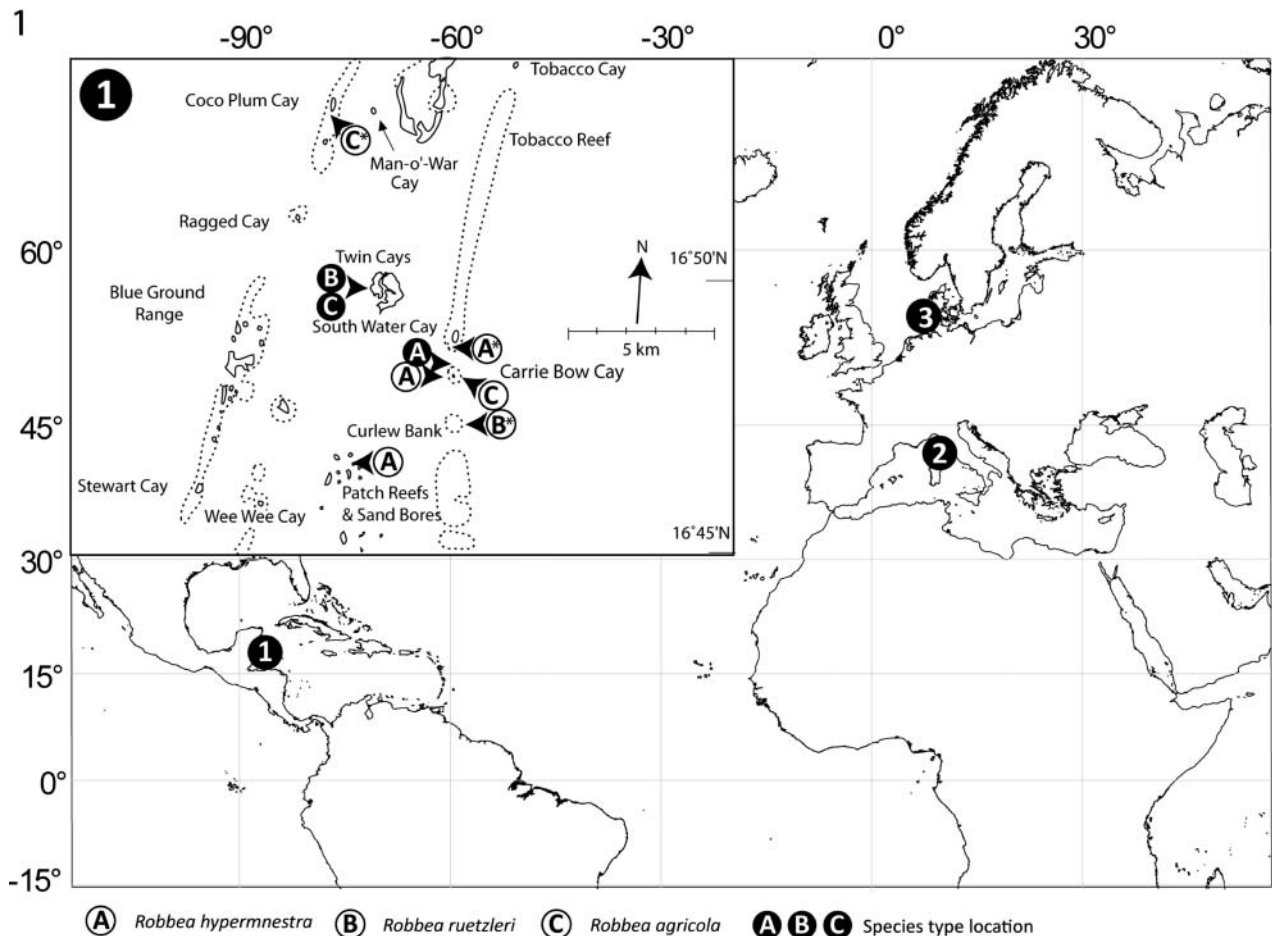 1
-90° -60° -30° 0° 30°
1
Tobacco Cay
Coco Plum Cay
C*
Tobacco Reef
Man-o'-War
Cay
Ragged Cay
60°
N
16°50'N
Twin Cays
B
C
Blue Ground
Range
South Water Cay
5 km
3
A
A*
A
Carrie Bow Cay
C
45°
B*
Curlew Bank
A
2
Stewart Cay
Patch Reefs
& Sand Bores
Wee Wee Cay
16°45'N
30°
1
15°
0°
-15°
A Robbea hypermnestra B Robbea ruetzleri C Robbea agricola A B C Species type location